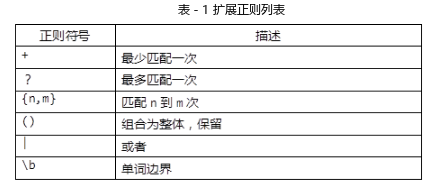 表 - 1 扩展正则列表
正则符号 描述
+ 最少匹配一次
? 最多匹配一次
{n,m} 匹配 n 到 m 次
() 组合为整体，保留
| 或者
\b 单词边界